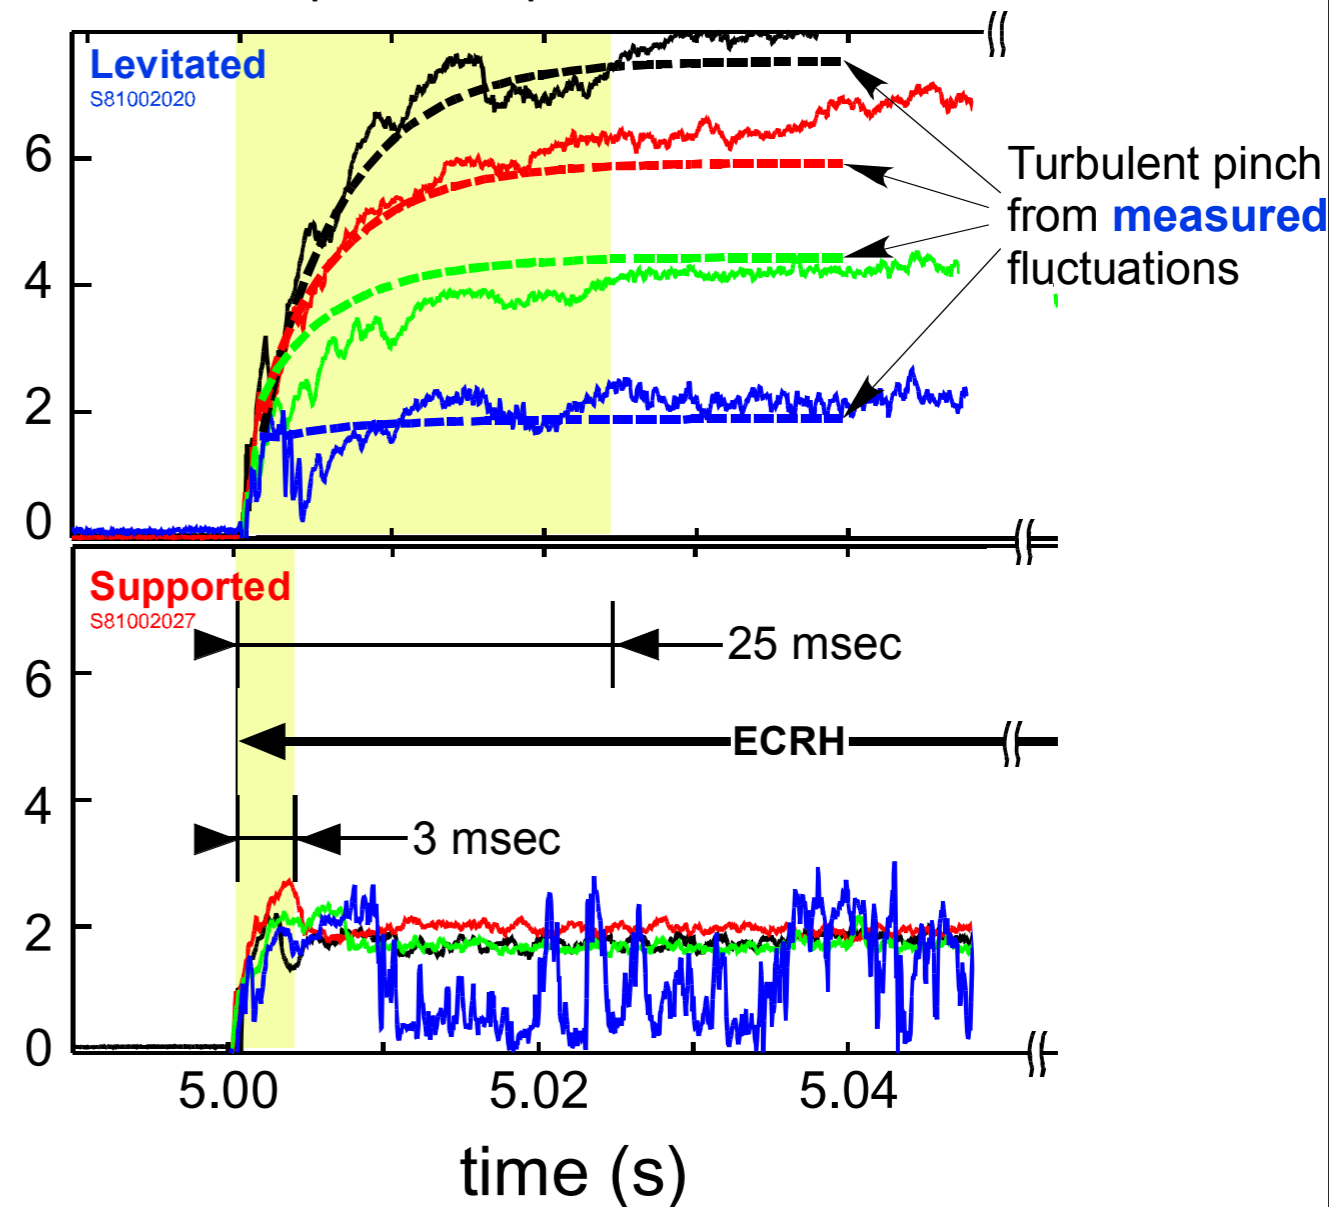 Levitated
S81002020
6
4
2
0
Turbulent pinch
from measured
fluctuations
Supported
S81002027
25 msec
6
ECRH
4
3 msec
2
0
5.00 5.02 5.04
time (s)